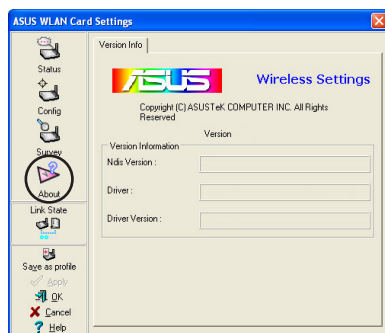 ASUS WLAN Card Settings
Status
Config
Survey
About
Link State
Save as profile
Apply
OK
Cancel
Help
Version Info
ASUS
Wireless Settings
Copyright (C) ASUSTeK COMPUTER INC. All Rights
Reserved
Version
Version Information
Ndis Version :
Driver :
Driver Version :